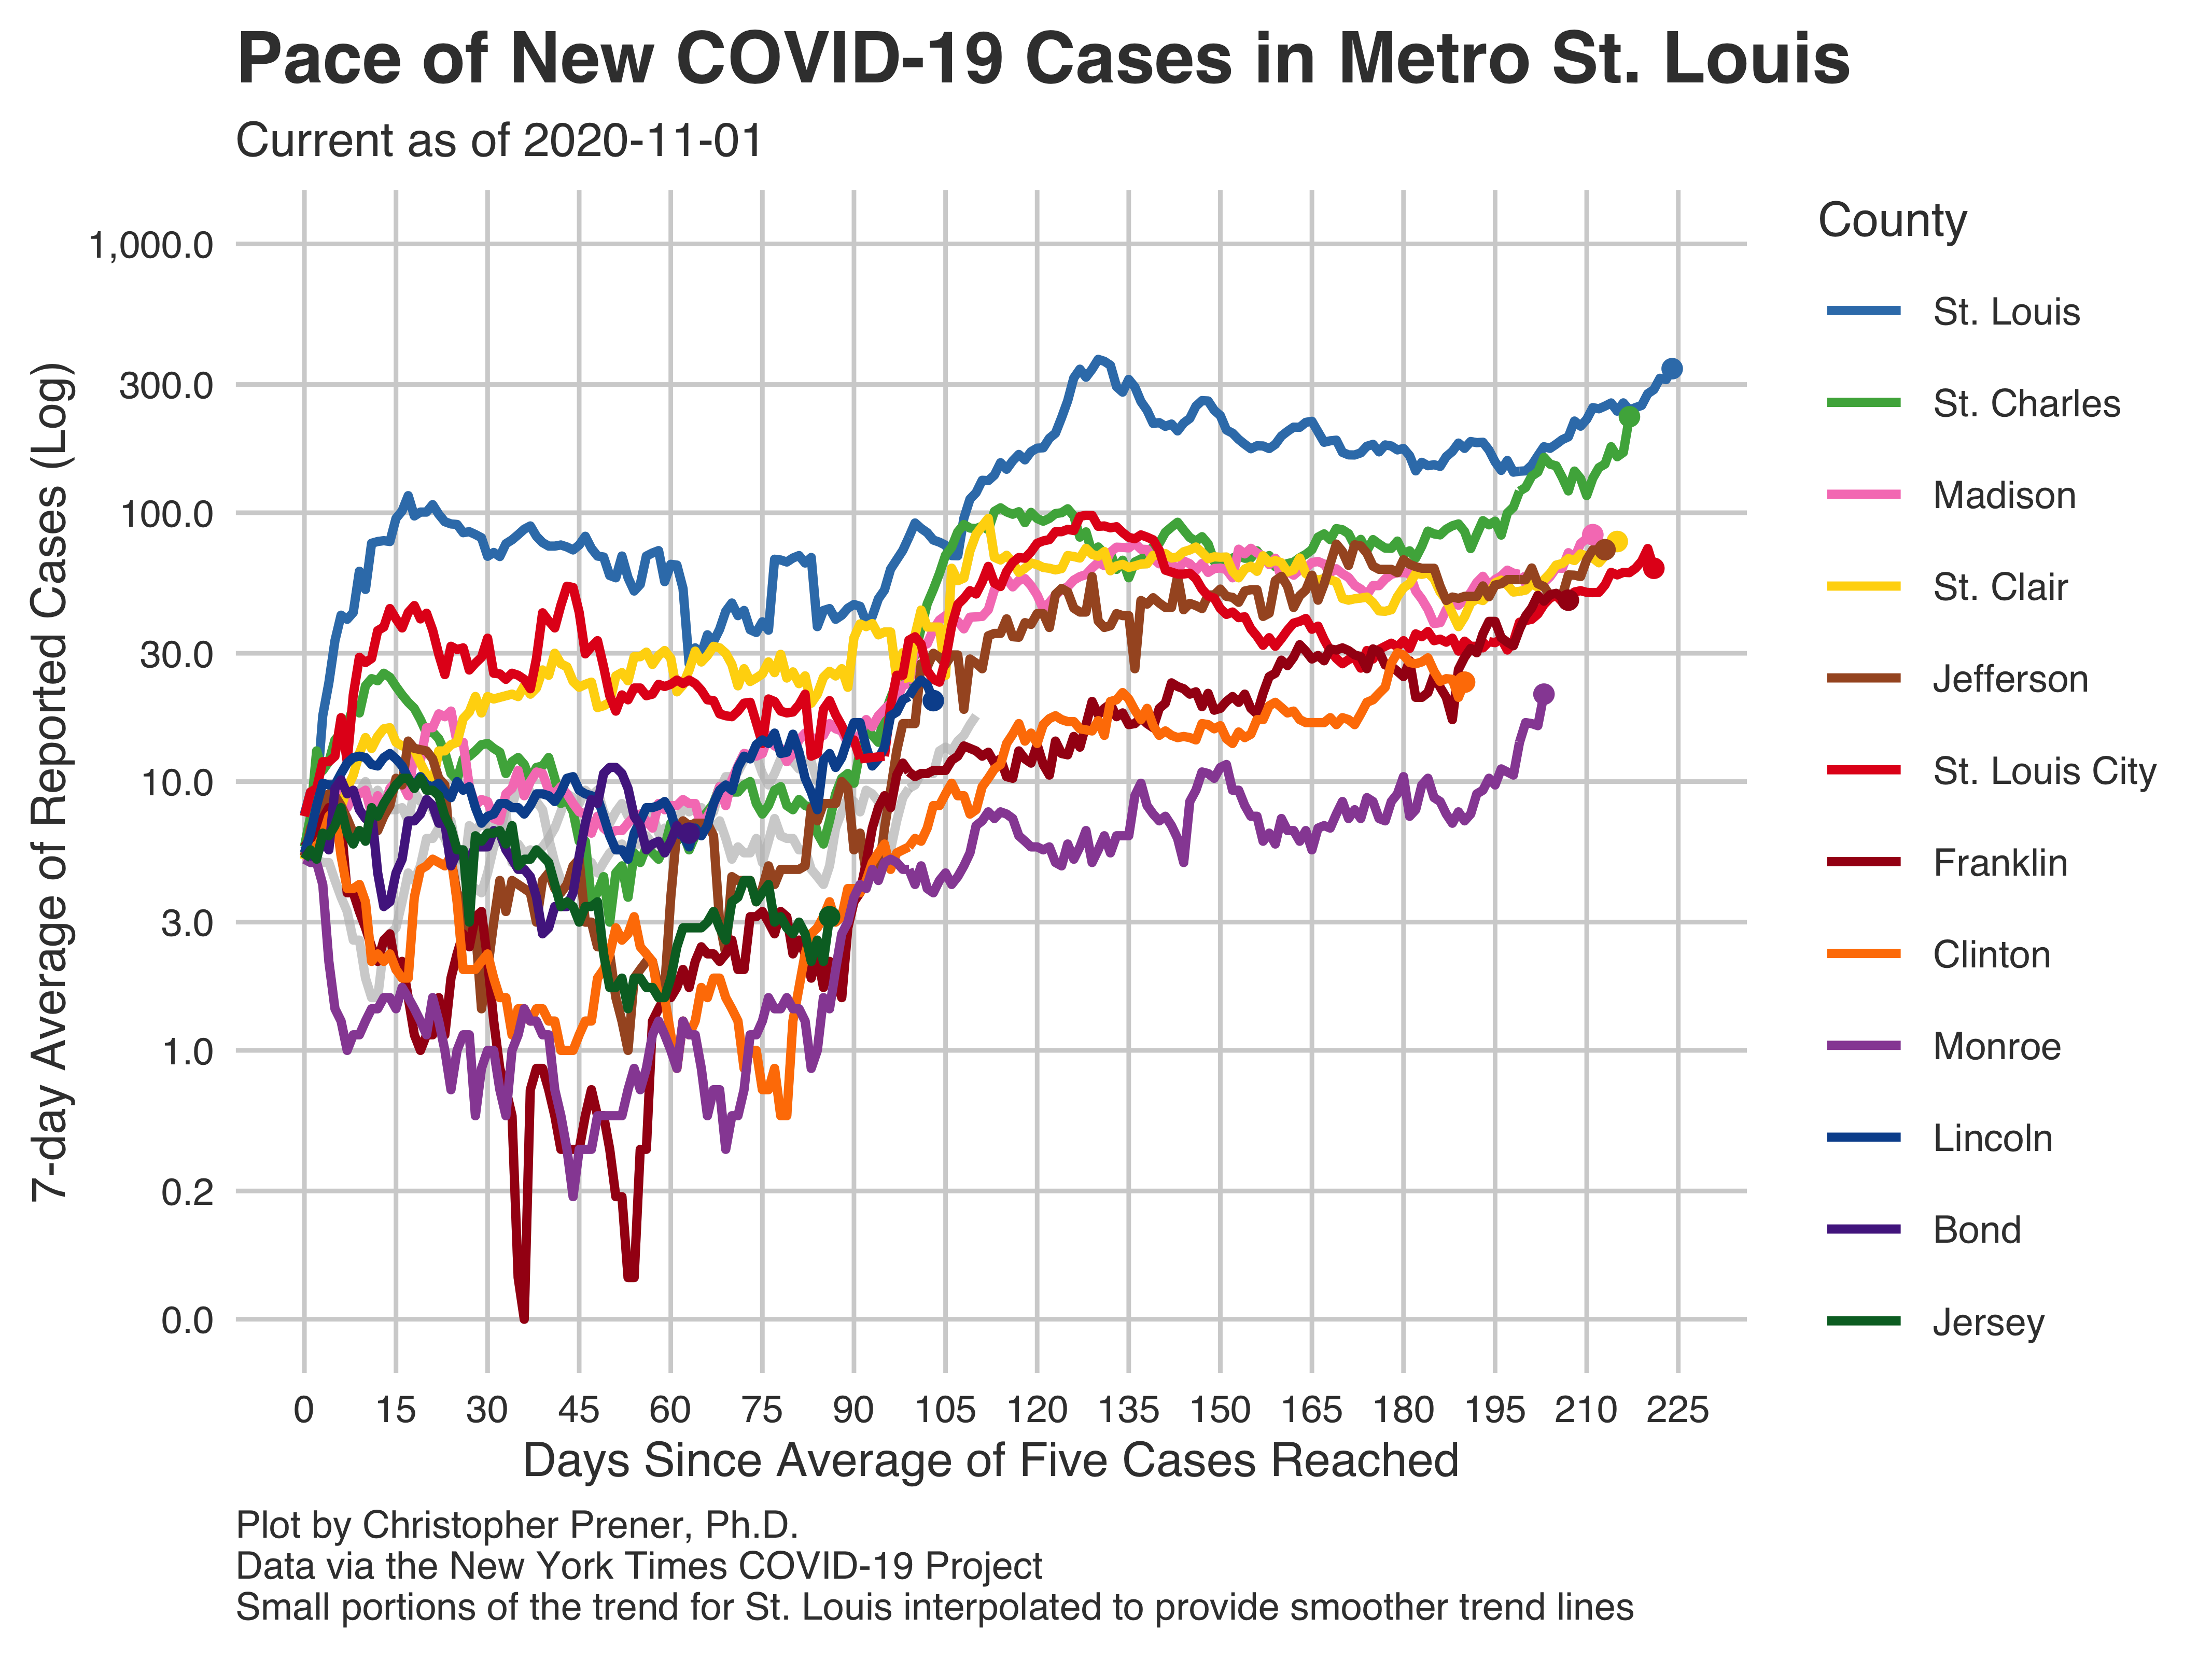 Pace of New COVID-19 Cases in Metro St. Louis
Current as of 2020-11-01
7-day Average of Reported Cases (Log)
1,000.0
300.0
100.0
30.0
10.0
3.0
1.0
0.2
0.0
0 15 30 45 60 75 90 105 120 135 150 165 180 195 210 225
Days Since Average of Five Cases Reached
County
St. Louis
St. Charles
Madison
St. Clair
Jefferson
St. Louis City
Franklin
Clinton
Monroe
Lincoln
Bond
Jersey
Plot by Christopher Prener, Ph.D.
Data via the New York Times COVID-19 Project
Small portions of the trend for St. Louis interpolated to provide smoother trend lines